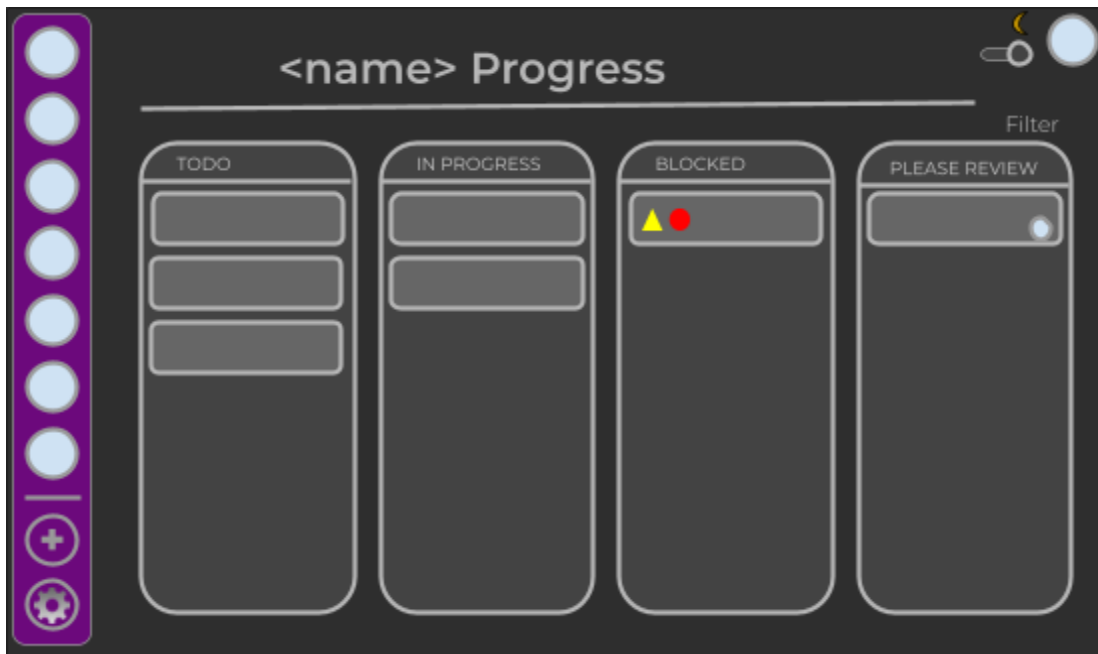 <name> Progress
Filter
TODO
IN PROGRESS
BLOCKED
PLEASE REVIEW